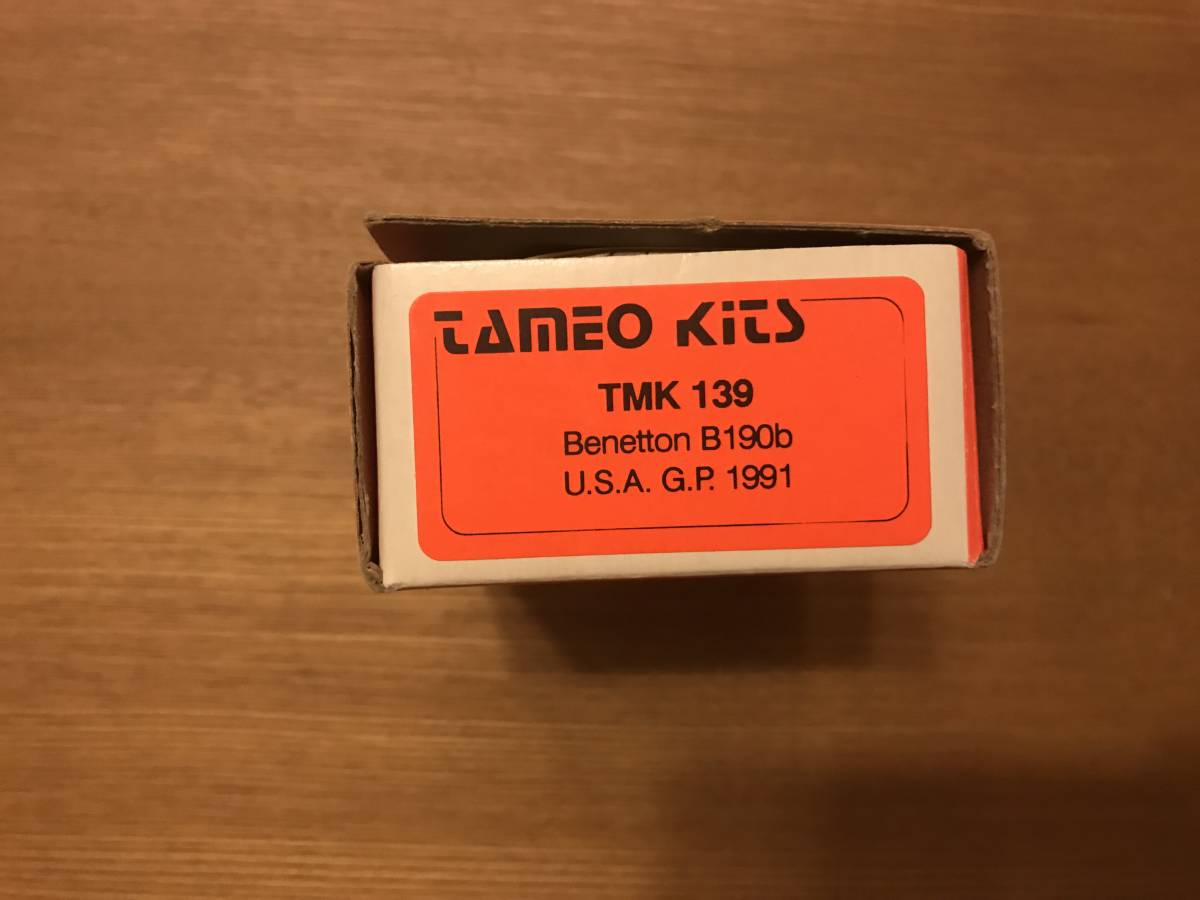 TAMEO KiTS
TMK 139
Benetton B190b
U.S.A. G.P. 1991